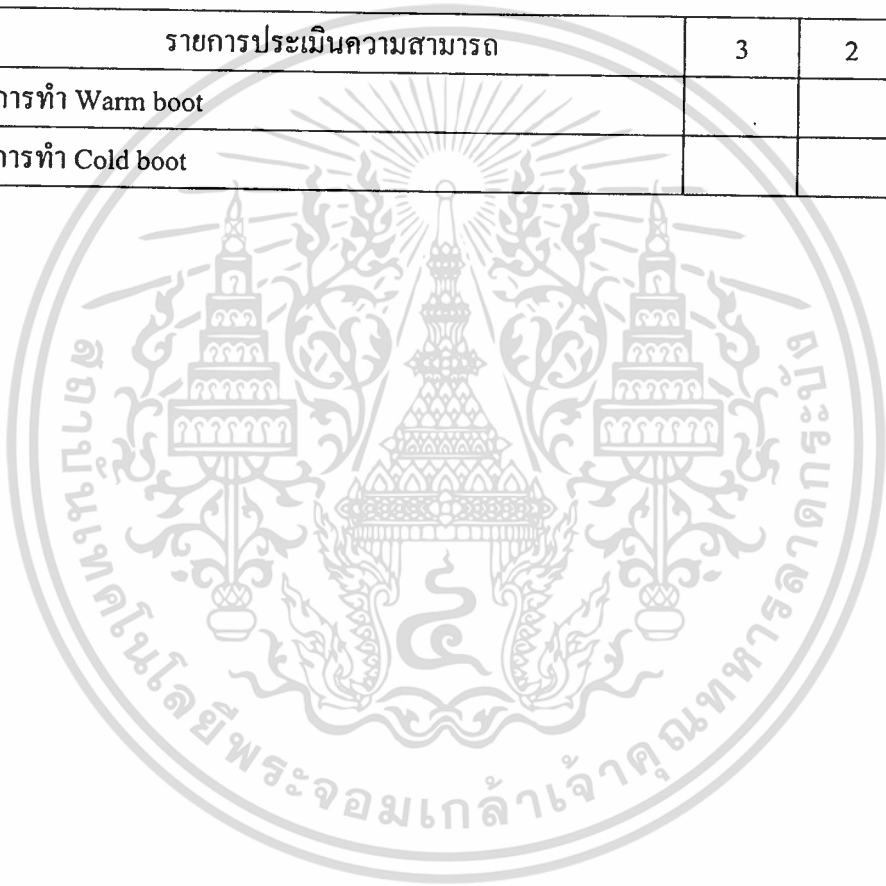 รายการประเมินความสามารถ 3 2
การทำ Warm boot
การทำ Cold boot
สถาบันเทคโนโลยีพระจอมเกล้าเจ้าคุณทหารลาดกระบัง